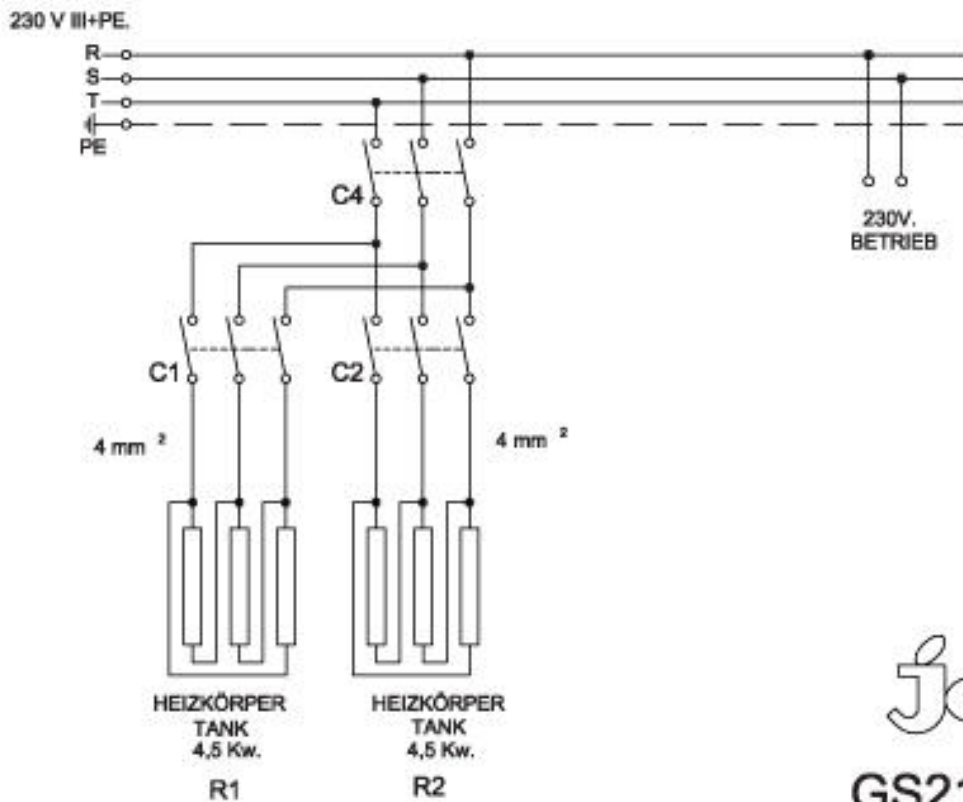 230 V III+PE.
R
S
T
PE
C4
230V.
BETRIEB
C1
C2
4 mm ²
4 mm ²
HEIZKÖRPER
TANK
4,5 Kw.
R1
HEIZKÖRPER
TANK
4,5 Kw.
R2